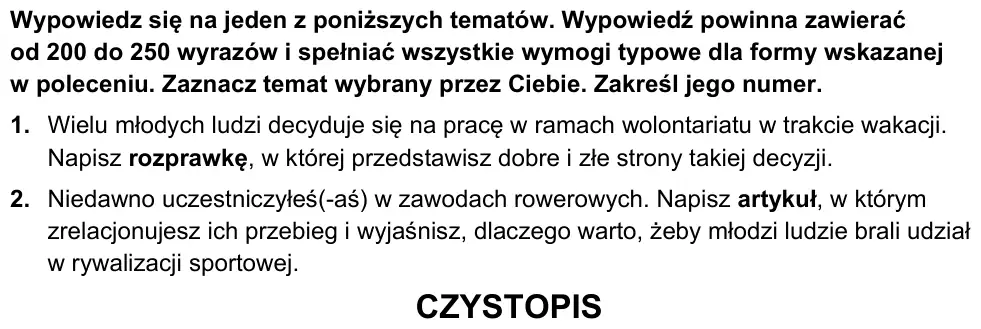 Wypowiedz się na jeden z poniższych tematów. Wypowiedź powinna zawierać
od 200 do 250 wyrazów i spełniać wszystkie wymogi typowe dla formy wskazanej
w poleceniu. Zaznacz temat wybrany przez Ciebie. Zakreśl jego numer.
1. Wielu młodych ludzi decyduje się na pracę w ramach wolontariatu w trakcie wakacji.
Napisz rozprawkę, w której przedstawisz dobre i złe strony takiej decyzji.
2. Niedawno uczestniczyłeś(-aś) w zawodach rowerowych. Napisz artykuł, w którym
zrelacjonujesz ich przebieg i wyjaśnisz, dlaczego warto, żeby młodzi ludzie brali udział
w rywalizacji sportowej.
CZYSTOPIS